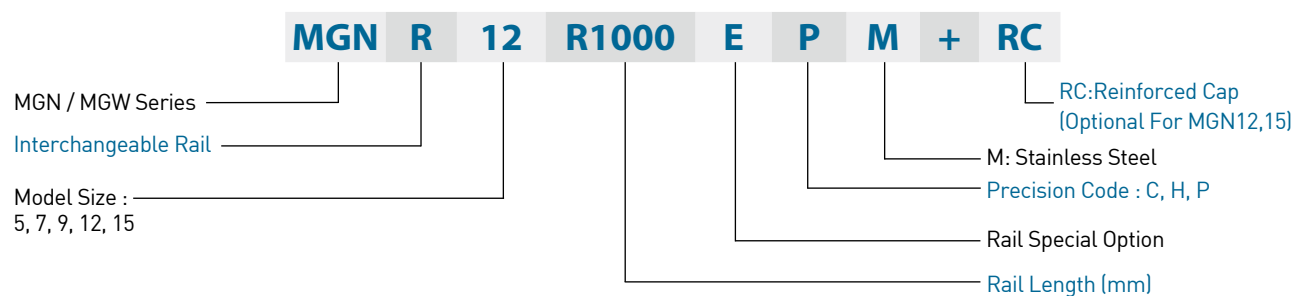 MGN R 12 R1000 E P M + RC
MGN / MGW Series
Interchangeable Rail
Model Size :
5, 7, 9, 12, 15
RC:Reinforced Cap
(Optional For MGN12,15)
M: Stainless Steel
Precision Code : C, H, P
Rail Special Option
Rail Length (mm)